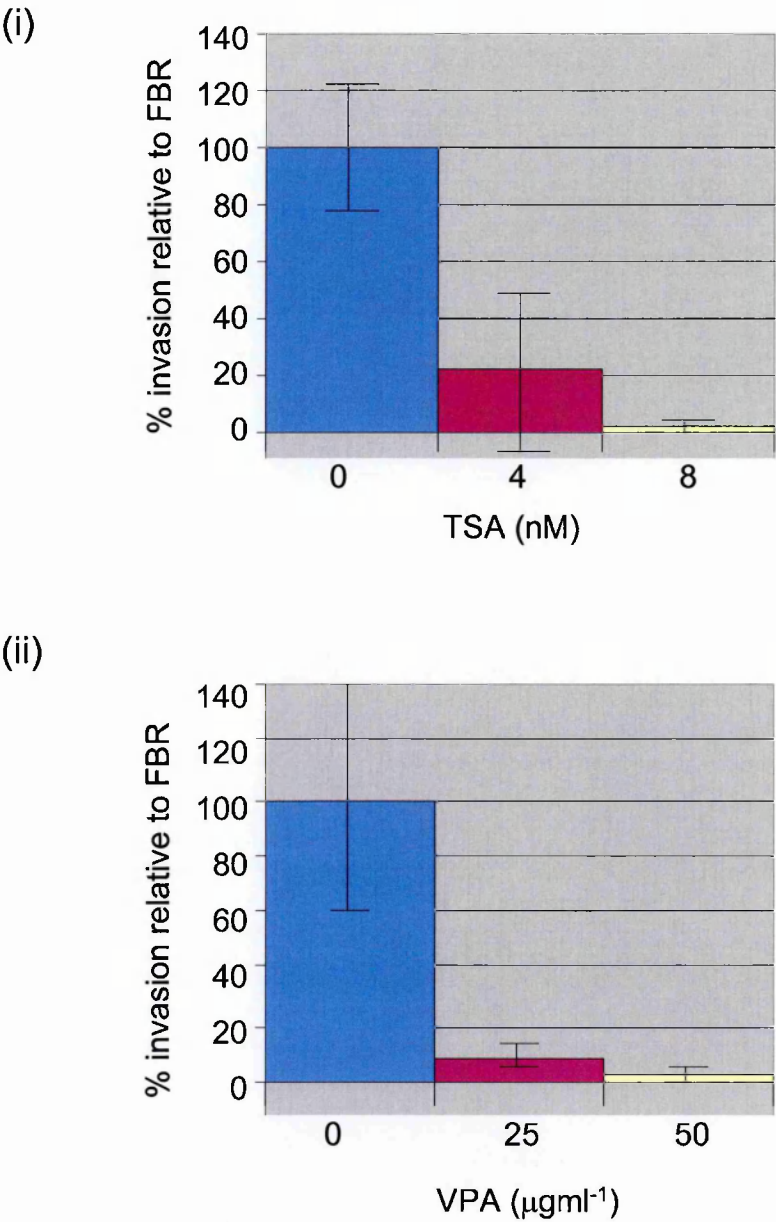 (i)
% invasion relative to FBR
140
120
100
80
60
40
20
0
0 4 8
TSA (nM)
(ii)
% invasion relative to FBR
140
120
100
80
60
40
20
0
0 25 50
VPA (µgml⁻¹)